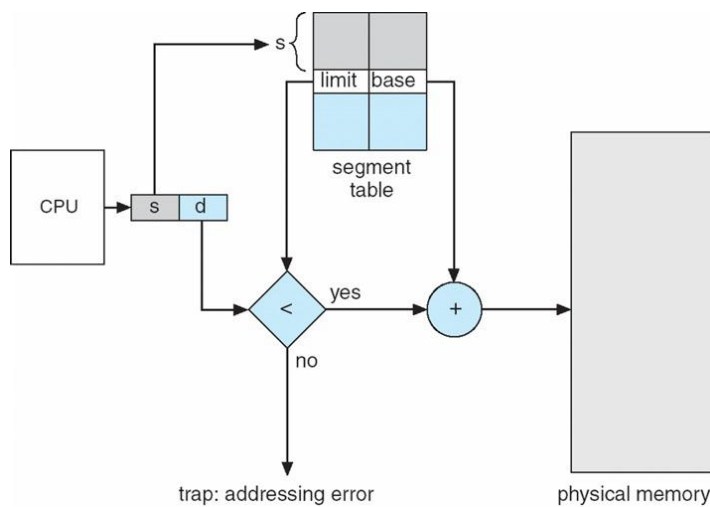 s
limit base
segment
table
CPU
s d
<
yes
+
no
trap: addressing error
physical memory